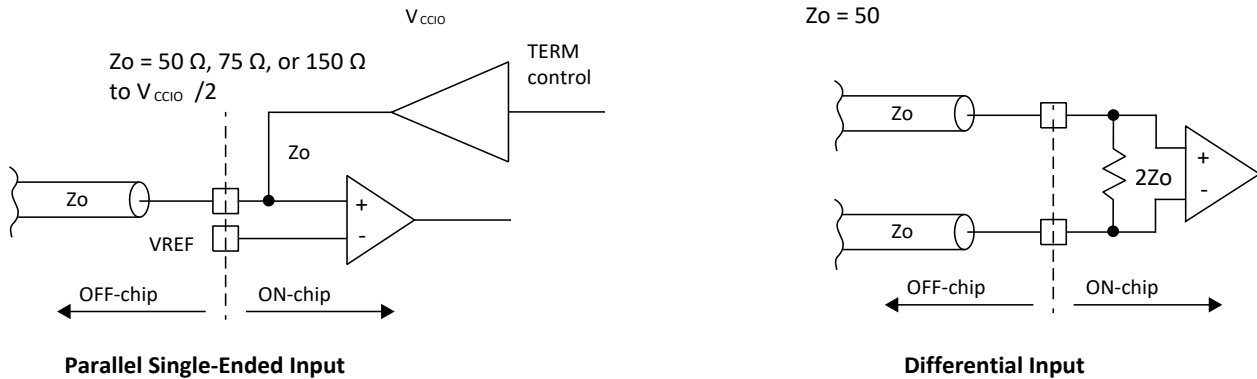 V CCIO
Zo = 50 Ω, 75 Ω, or 150 Ω
to V CCIO /2
TERM
control
Zo
Zo
+
-
VREF
OFF-chip
ON-chip
Parallel Single-Ended Input
Zo = 50
Zo
+
-
2Zo
Zo
OFF-chip
ON-chip
Differential Input